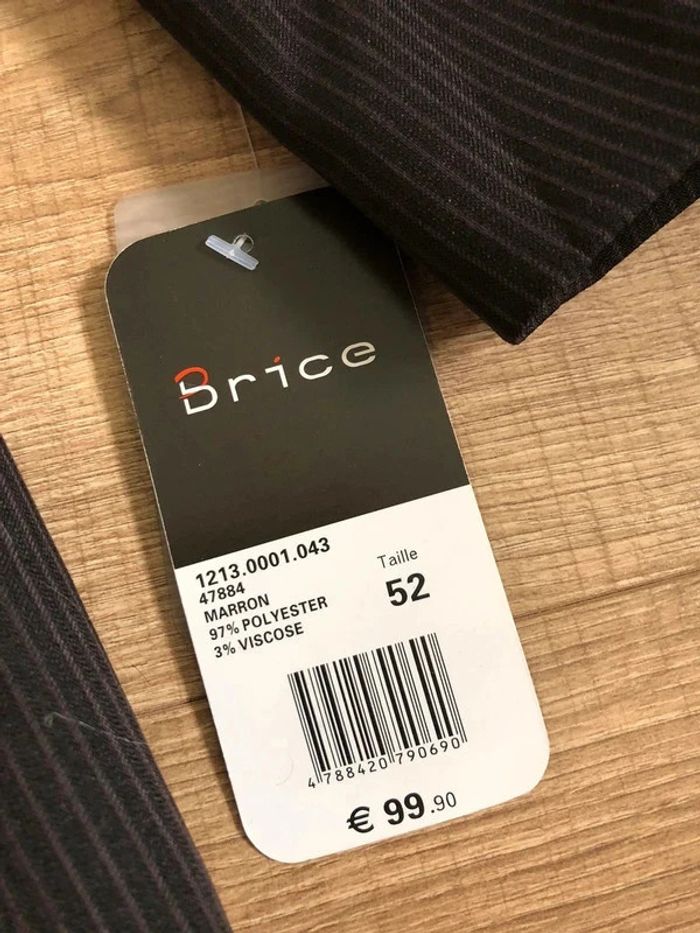 Brice
1213.0001.043
47884
MARRON
97% POLYESTER
3% VISCOSE
Taille
52
4 788420 790690
€ 99.90